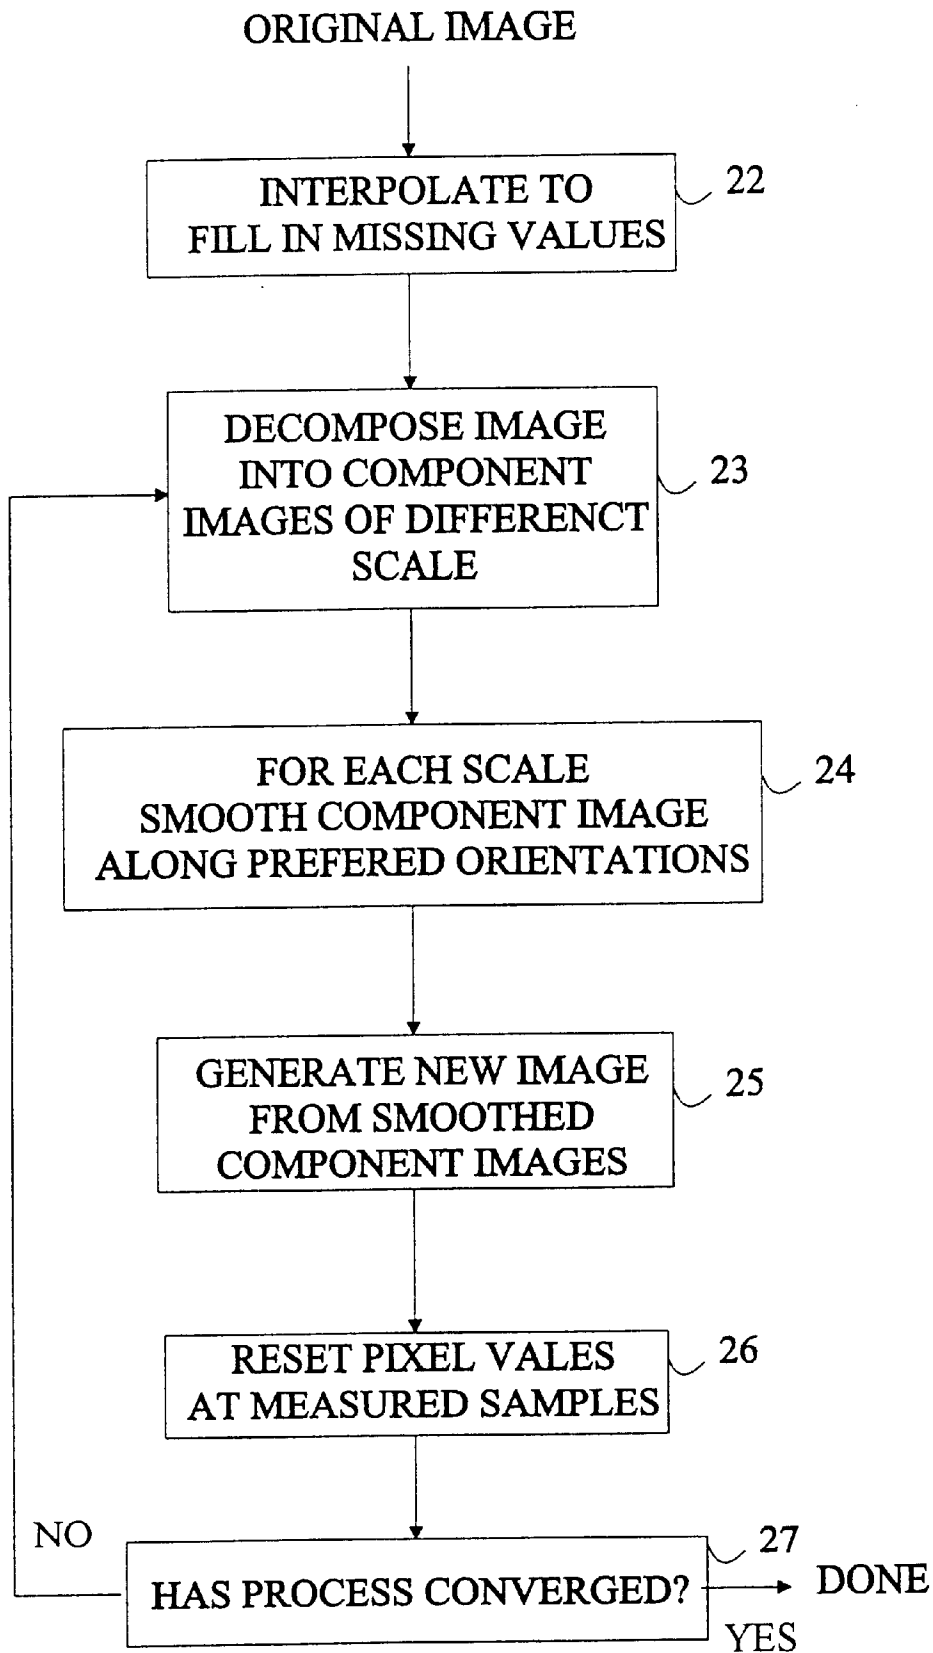 ORIGINAL IMAGE
INTERPOLATE TO
FILL IN MISSING VALUES
22
DECOMPOSE IMAGE
INTO COMPONENT
IMAGES OF DIFFERENCT
SCALE
23
FOR EACH SCALE
SMOOTH COMPONENT IMAGE
ALONG PREFERED ORIENTATIONS
24
GENERATE NEW IMAGE
FROM SMOOTHED
COMPONENT IMAGES
25
RESET PIXEL VALES
AT MEASURED SAMPLES
26
NO
HAS PROCESS CONVERGED?
27
DONE
YES